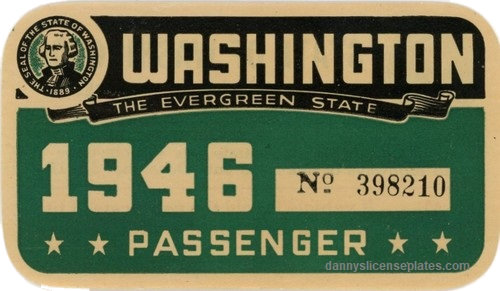 THE SEAL OF THE STATE OF WASHINGTON
1889
WASHINGTON
THE EVERGREEN STATE
1946
No 398210
★ ★ PASSENGER ★ ★
dannyslicenseplates.com